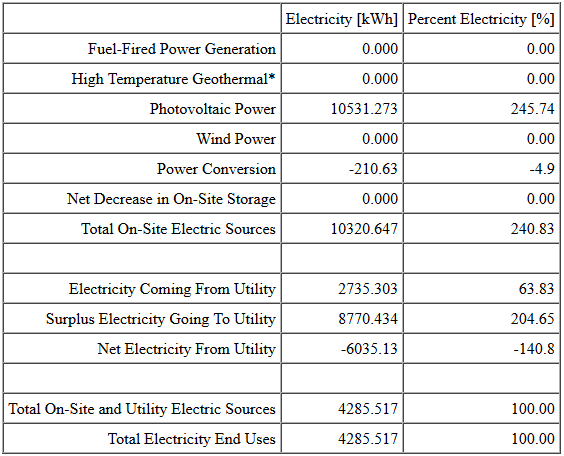 Electricity [kWh] Percent Electricity [%]
Fuel-Fired Power Generation 0.000 0.00
High Temperature Geothermal* 0.000 0.00
Photovoltaic Power 10531.273 245.74
Wind Power 0.000 0.00
Power Conversion -210.63 -4.9
Net Decrease in On-Site Storage 0.000 0.00
Total On-Site Electric Sources 10320.647 240.83
Electricity Coming From Utility 2735.303 63.83
Surplus Electricity Going To Utility 8770.434 204.65
Net Electricity From Utility -6035.13 -140.8
Total On-Site and Utility Electric Sources 4285.517 100.00
Total Electricity End Uses 4285.517 100.00